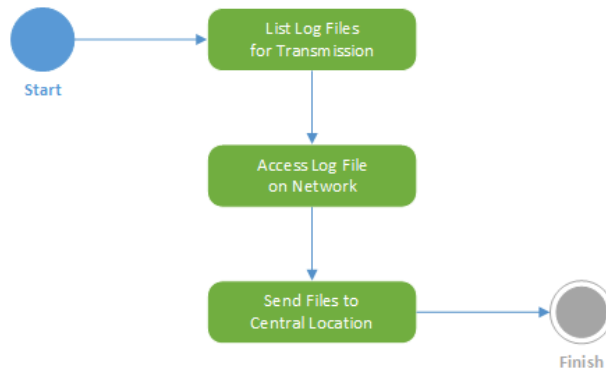 List Log Files
for Transmission
Start
Access Log File
on Network
Send Files to
Central Location
Finish